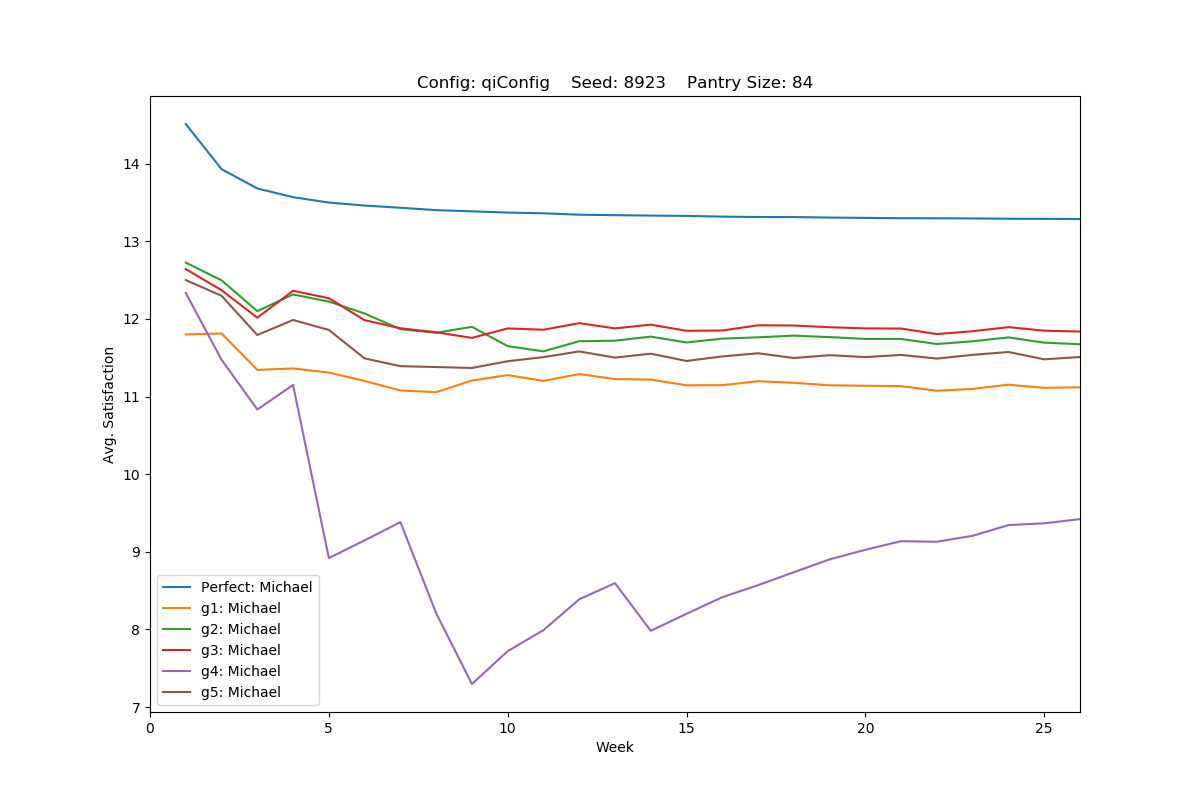 Config: qiConfig    Seed: 8923    Pantry Size: 84
14
13
12
11
10
9
8
7
Avg. Satisfaction
Perfect: Michael
g1: Michael
g2: Michael
g3: Michael
g4: Michael
g5: Michael
0 5 10 15 20 25
Week